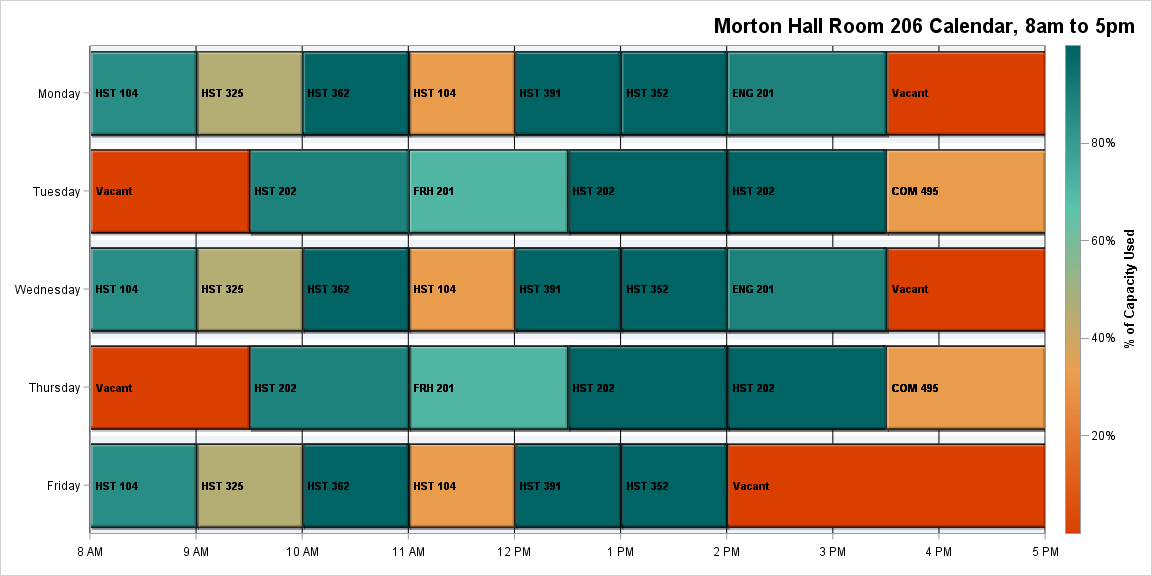 Morton Hall Room 206 Calendar, 8am to 5pm
Monday
HST 104
HST 325
HST 362
HST 104
HST 391
HST 352
ENG 201
Vacant
Tuesday
Vacant
HST 202
FRH 201
HST 202
HST 202
COM 495
Wednesday
HST 104
HST 325
HST 362
HST 104
HST 391
HST 352
ENG 201
Vacant
Thursday
Vacant
HST 202
FRH 201
HST 202
HST 202
COM 495
Friday
HST 104
HST 325
HST 362
HST 104
HST 391
HST 352
Vacant
8 AM
9 AM
10 AM
11 AM
12 PM
1 PM
2 PM
3 PM
4 PM
5 PM
80%
60%
40%
20%
% of Capacity Used